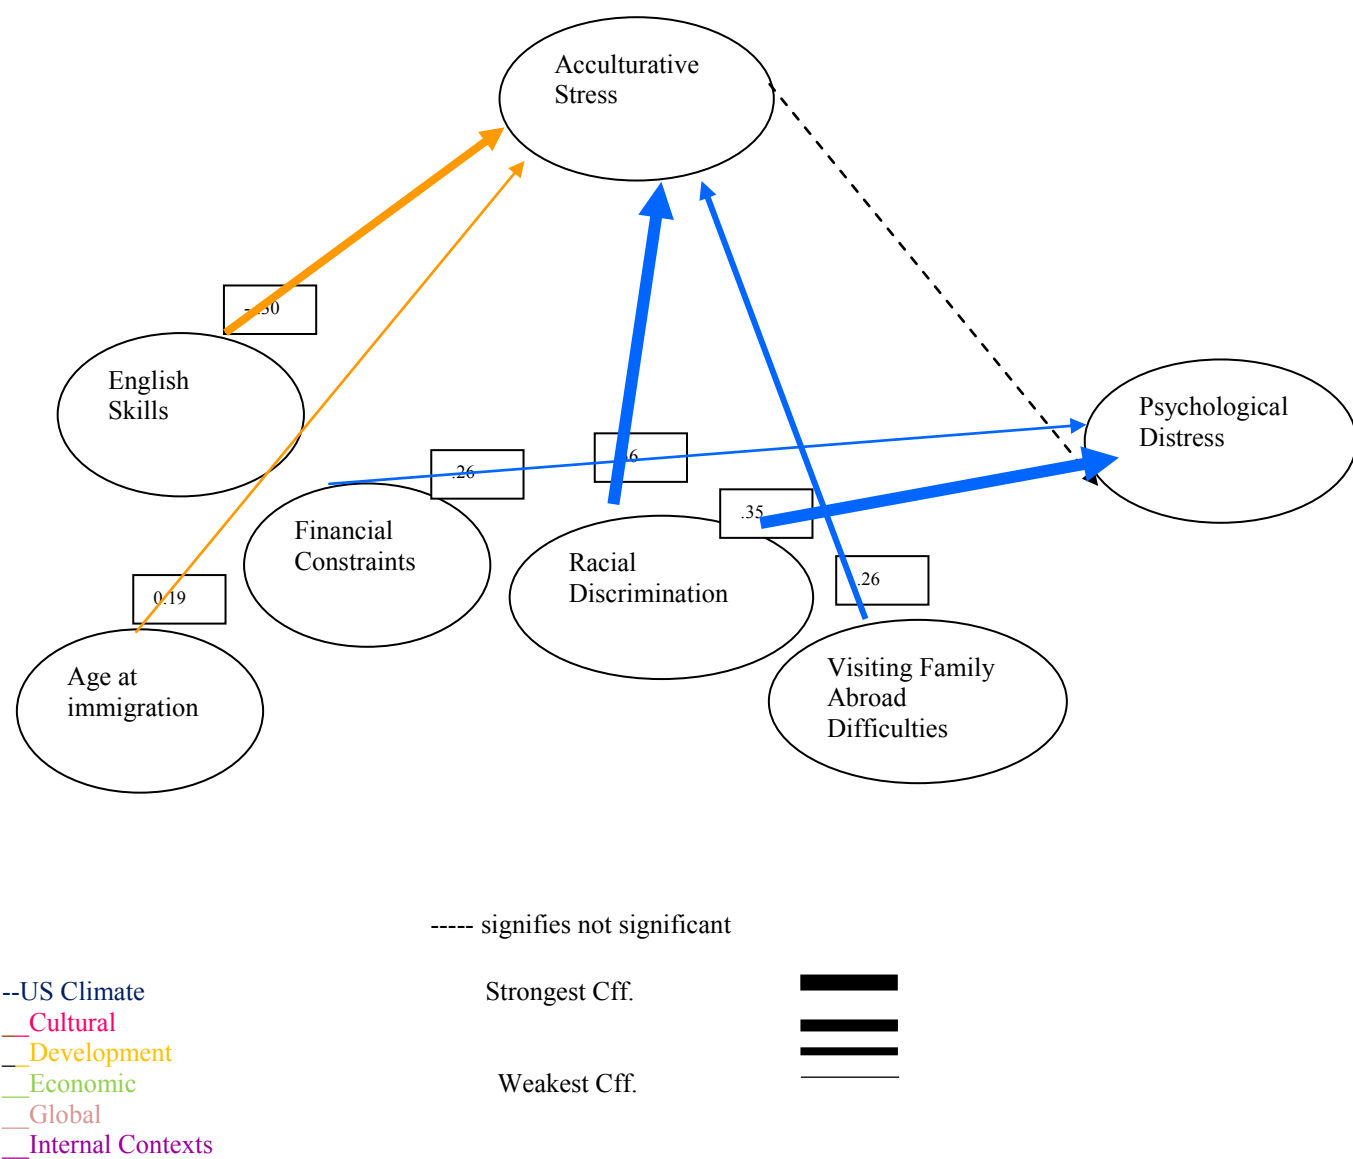 Acculturative
Stress
English
Skills
Psychological
Distress
.26
.35
Financial
Constraints
Racial
Discrimination
.26
0.19
Age at
immigration
Visiting Family
Abroad
Difficulties
----- signifies not significant
--US Climate
Strongest Cff.
__Cultural
__Development
__Economic
Weakest Cff.
__Global
__Internal Contexts